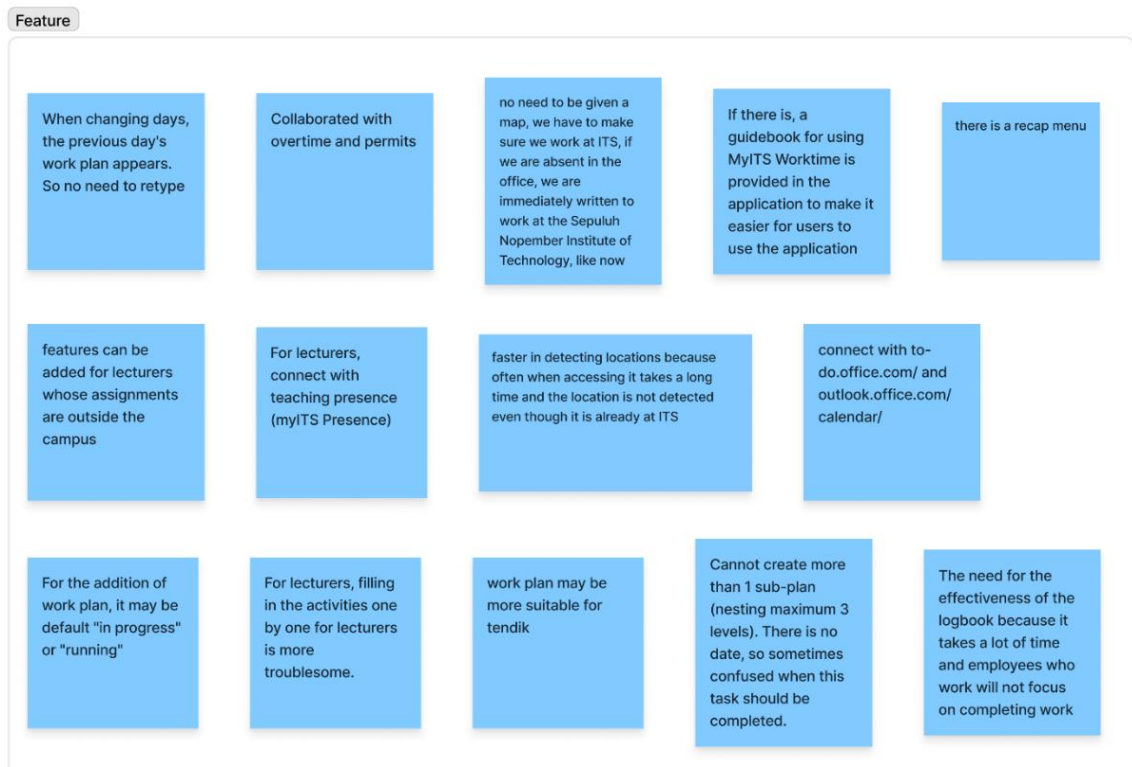 Feature
When changing days,
the previous day's
work plan appears.
So no need to retype
Collaborated with
overtime and permits
no need to be given a
map, we have to make
sure we work at ITS, if
we are absent in the
office, we are
immediately written to
work at the Sepuluh
Nopember Institute of
Technology, like now
If there is, a
guidebook for using
MyITS Worktime is
provided in the
application to make it
easier for users to
use the application
there is a recap menu
features can be
added for lecturers
whose assignments
are outside the
campus
For lecturers,
connect with
teaching presence
(myITS Presence)
faster in detecting locations because
often when accessing it takes a long
time and the location is not detected
even though it is already at ITS
connect with to-
do.office.com/ and
outlook.office.com/
calendar/
For the addition of
work plan, it may be
default "in progress"
or "running"
For lecturers, filling
in the activities one
by one for lecturers
is more
troublesome.
work plan may be
more suitable for
tendik
Cannot create more
than 1 sub-plan
(nesting maximum 3
levels). There is no
date, so sometimes
confused when this
task should be
completed.
The need for the
effectiveness of the
logbook because it
takes a lot of time
and employees who
work will not focus
on completing work